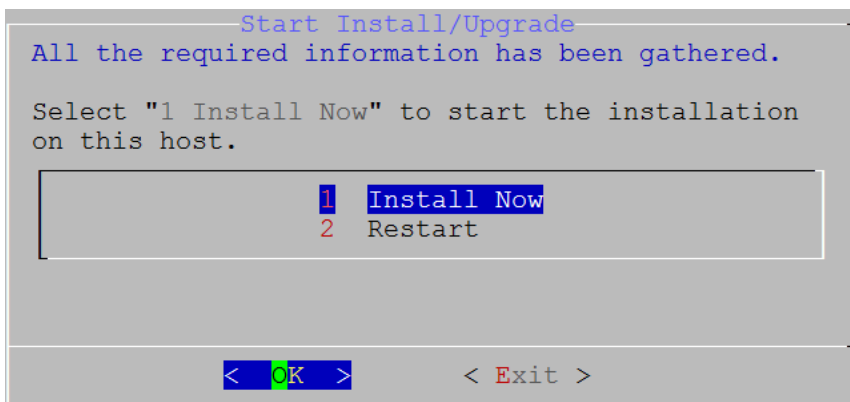 Start Install/Upgrade
All the required information has been gathered.
Select "1 Install Now" to start the installation
on this host.
1 Install Now
2 Restart
< OK > < Exit >